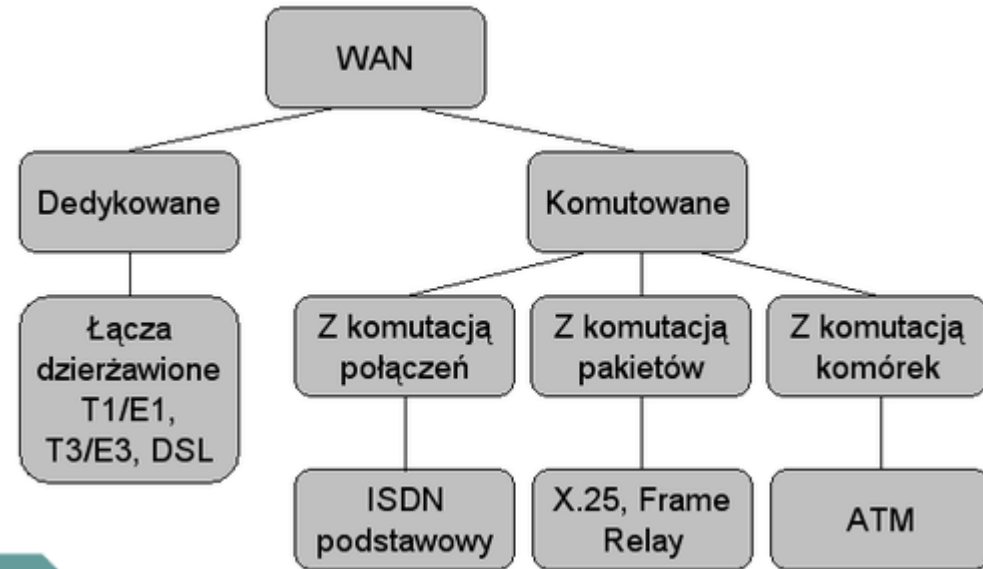 WAN
Dedykowane
Komutowane
Łącza
dzierżawione
T1/E1,
T3/E3, DSL
Z komutacją
połączeń
Z komutacją
pakietów
Z komutacją
komórek
ISDN
podstawowy
X.25, Frame
Relay
ATM